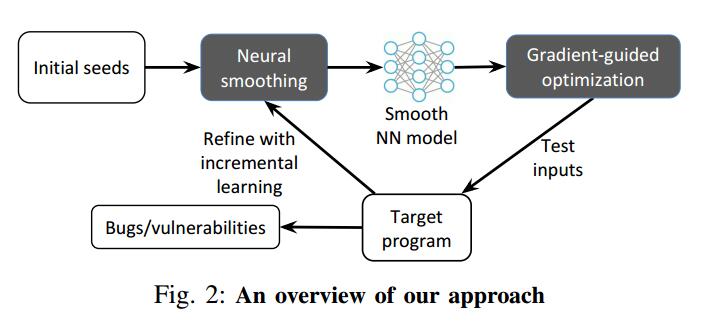 Initial seeds
Neural
smoothing
Smooth
NN model
Gradient-guided
optimization
Refine with
incremental
learning
Test
inputs
Bugs/vulnerabilities
Target
program
Fig. 2: An overview of our approach